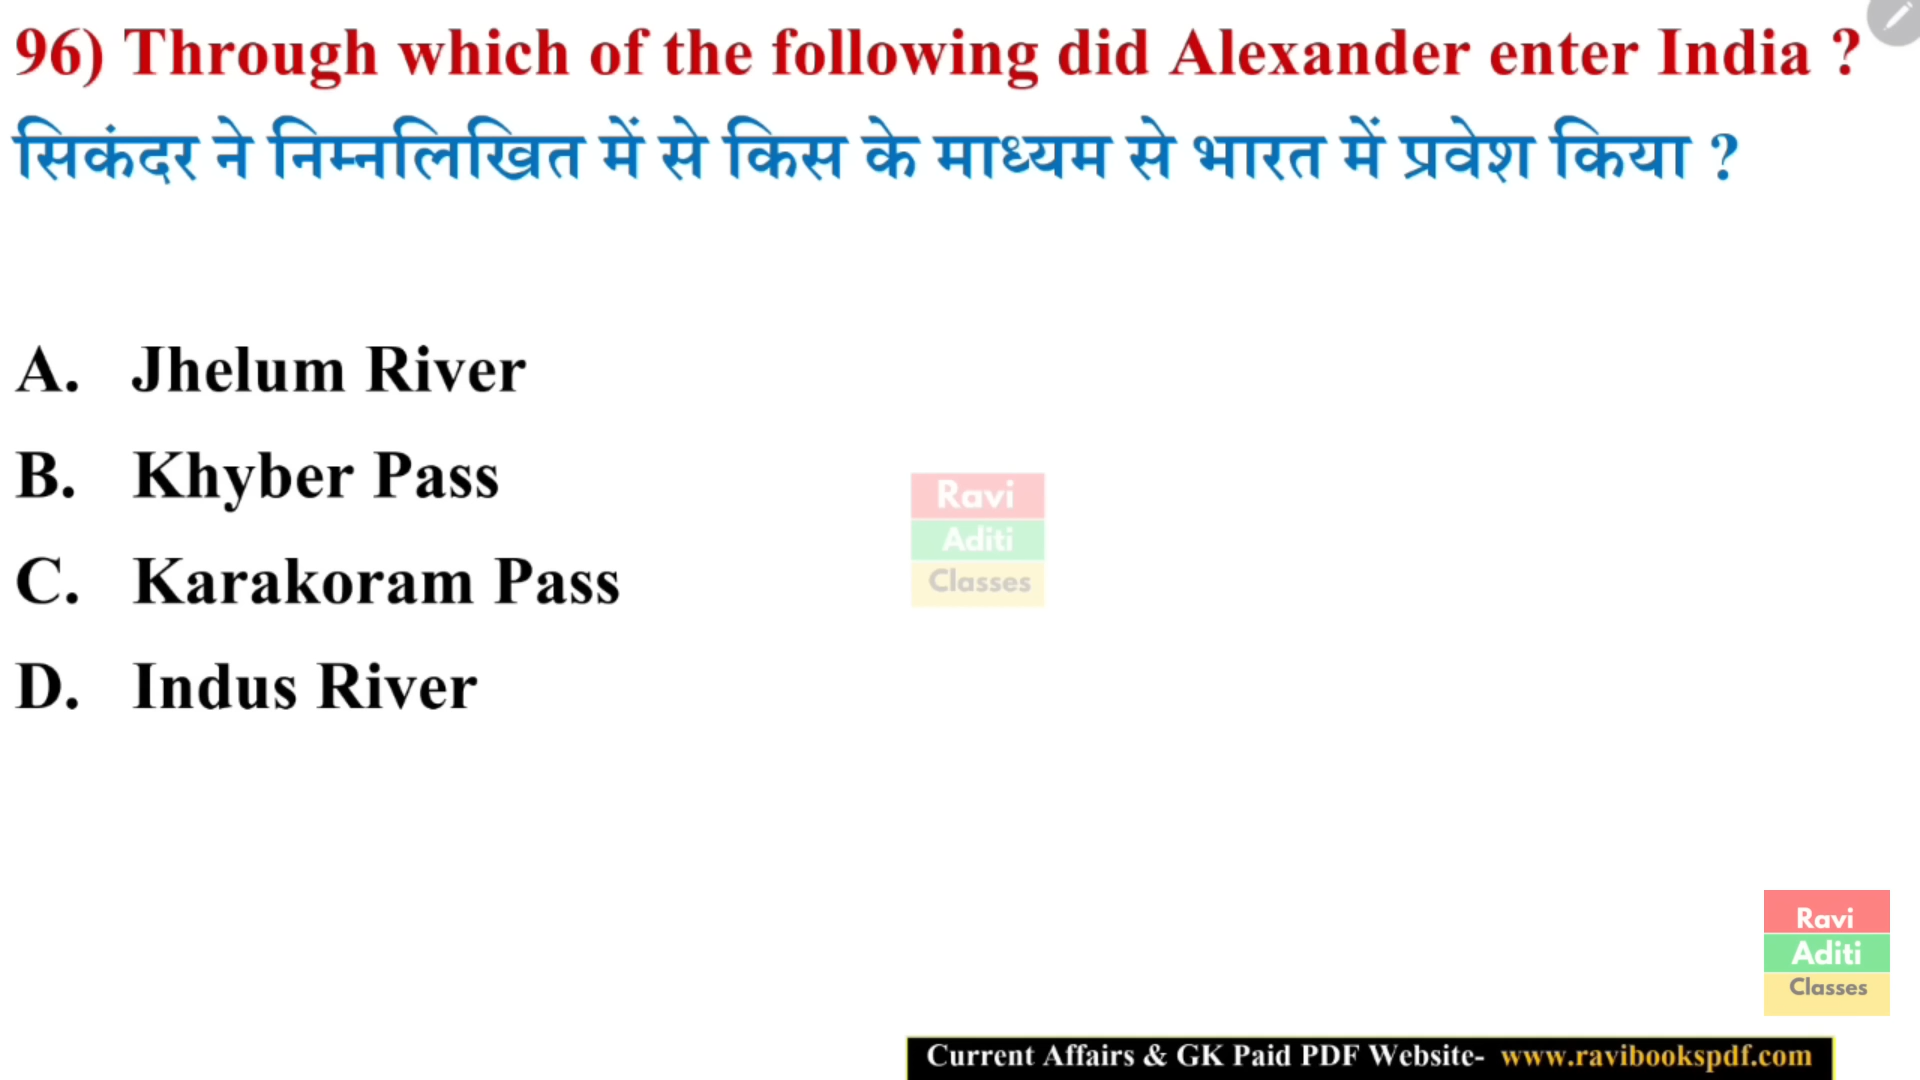 96) Through which of the following did Alexander enter India ?
सिकंदर ने निम्नलिखित में से किस के माध्यम से भारत में प्रवेश किया ?
A. Jhelum River
B. Khyber Pass
C. Karakoram Pass
D. Indus River
Ravi
Aditi
Classes
Ravi
Aditi
Classes
Current Affairs & GK Paid PDF Website- www.ravibookspdf.com